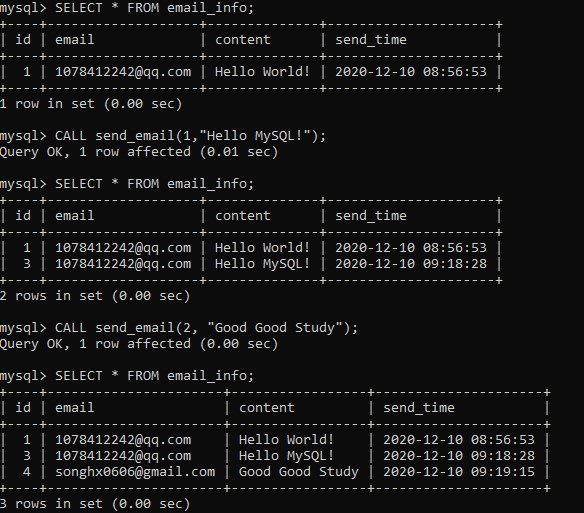 mysql> SELECT * FROM email_info;
+----+-------------------+--------------+---------------------+
| id | email             | content      | send_time           |
+----+-------------------+--------------+---------------------+
|  1 | 1078412242@qq.com | Hello World! | 2020-12-10 08:56:53 |
+----+-------------------+--------------+---------------------+
1 row in set (0.00 sec)
mysql> CALL send_email(1,"Hello MySQL!");
Query OK, 1 row affected (0.01 sec)
mysql> SELECT * FROM email_info;
+----+-------------------+--------------+---------------------+
| id | email             | content      | send_time           |
+----+-------------------+--------------+---------------------+
|  1 | 1078412242@qq.com | Hello World! | 2020-12-10 08:56:53 |
|  3 | 1078412242@qq.com | Hello MySQL! | 2020-12-10 09:18:28 |
+----+-------------------+--------------+---------------------+
2 rows in set (0.00 sec)
mysql> CALL send_email(2, "Good Good Study");
Query OK, 1 row affected (0.00 sec)
mysql> SELECT * FROM email_info;
+----+----------------------+-----------------+---------------------+
| id | email                | content         | send_time           |
+----+----------------------+-----------------+---------------------+
|  1 | 1078412242@qq.com    | Hello World!    | 2020-12-10 08:56:53 |
|  3 | 1078412242@qq.com    | Hello MySQL!    | 2020-12-10 09:18:28 |
|  4 | songhx0606@gmail.com | Good Good Study | 2020-12-10 09:19:15 |
+----+----------------------+-----------------+---------------------+
3 rows in set (0.00 sec)